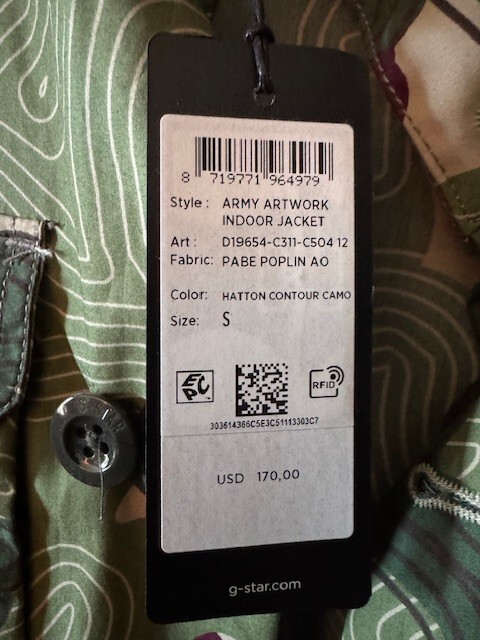 8 719771 964979
Style : ARMY ARTWORK
INDOOR JACKET
Art : D19654-C311-C504 12
Fabric: PABE POPLIN AO
Color: HATTON CONTOUR CAMO
Size: S
EPC
RFID
303614366C5E3C51113303C7
USD 170,00
g-star.com